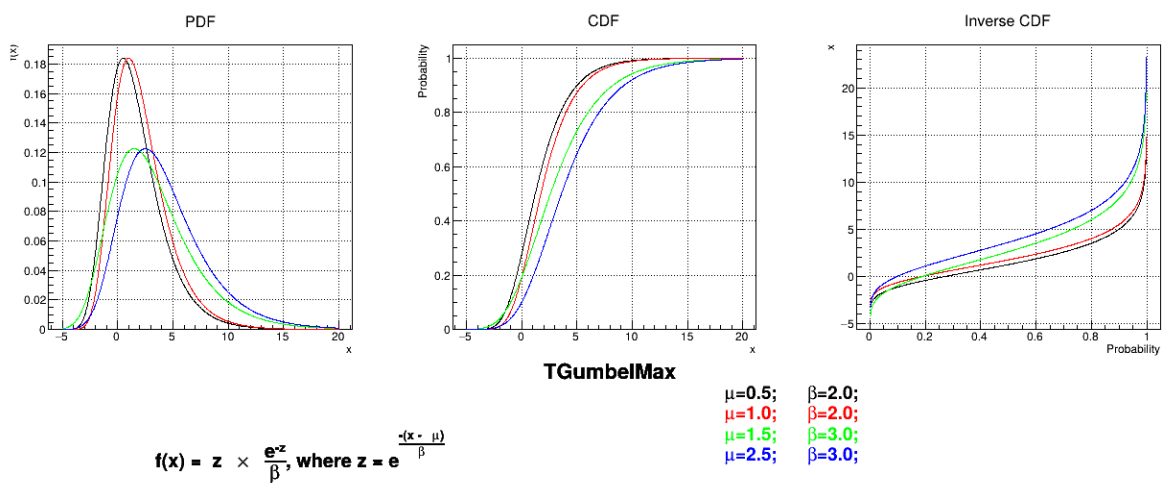 PDF
CDF
Inverse CDF
f(x)
0.18
0.16
0.14
0.12
0.1
0.08
0.06
0.04
0.02
0
−5 0 5 10 15 20
x
Probability
1
0.8
0.6
0.4
0.2
0
−5 0 5 10 15 20
x
x
20
15
10
5
0
−5
0 0.2 0.4 0.6 0.8 1
Probability
TGumbelMax
μ=0.5; β=2.0;
μ=1.0; β=2.0;
μ=1.5; β=3.0;
μ=2.5; β=3.0;
f(x) = z × e^-z/β, where z = e^-(x - μ)/β